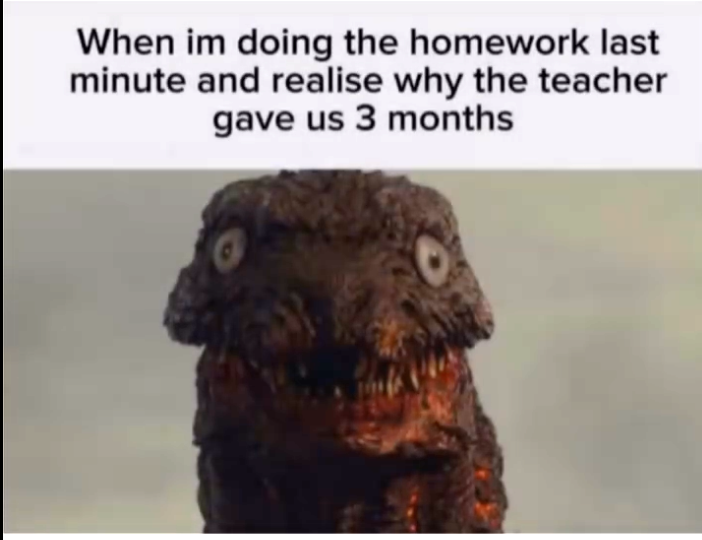 When im doing the homework last
minute and realise why the teacher
gave us 3 months